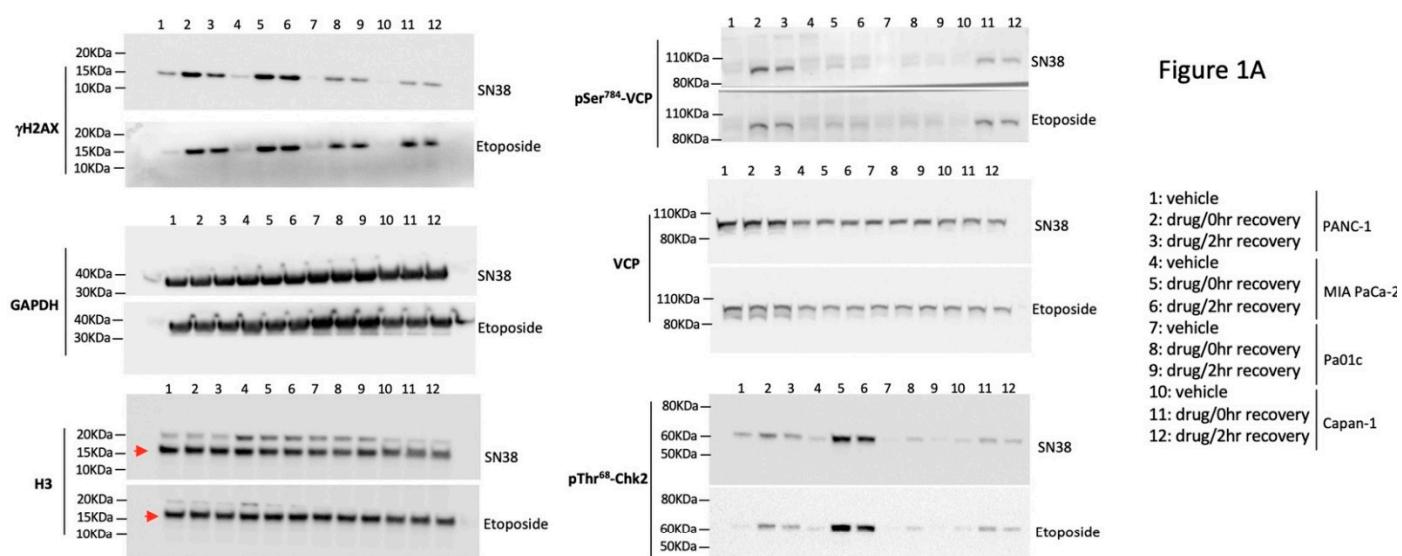 Figure 1A
1 2 3 4 5 6 7 8 9 10 11 12
20KDa
15KDa
10KDa
SN38
γH2AX
20KDa
15KDa
10KDa
Etoposide
1 2 3 4 5 6 7 8 9 10 11 12
40KDa
30KDa
SN38
GAPDH
40KDa
30KDa
Etoposide
1 2 3 4 5 6 7 8 9 10 11 12
20KDa
15KDa
10KDa
SN38
H3
20KDa
15KDa
10KDa
Etoposide
1 2 3 4 5 6 7 8 9 10 11 12
110KDa
80KDa
SN38
pSer784-VCP
110KDa
80KDa
Etoposide
1 2 3 4 5 6 7 8 9 10 11 12
110KDa
80KDa
SN38
VCP
110KDa
80KDa
Etoposide
1 2 3 4 5 6 7 8 9 10 11 12
80KDa
60KDa
50KDa
SN38
pThr68-Chk2
80KDa
60KDa
50KDa
Etoposide
1: vehicle
2: drug/0hr recovery
3: drug/2hr recovery
PANC-1
4: vehicle
5: drug/0hr recovery
6: drug/2hr recovery
MIA PaCa-2
7: vehicle
8: drug/0hr recovery
9: drug/2hr recovery
Pa01c
10: vehicle
11: drug/0hr recovery
12: drug/2hr recovery
Capan-1